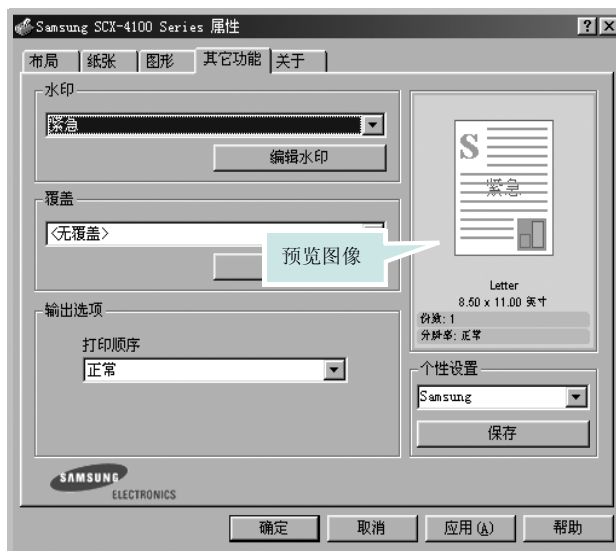 Samsung SCX-4100 Series 属性
布局 纸张 图形 其它功能 关于
水印
紧急
编辑水印
覆盖
<无覆盖>
预览图像
输出选项
打印顺序
正常
SAMSUNG
ELECTRONICS
S
紧急
Letter
8.50 x 11.00 英寸
份数: 1
分辨率: 正常
个性设置
Samsung
保存
确定 取消 应用(A) 帮助